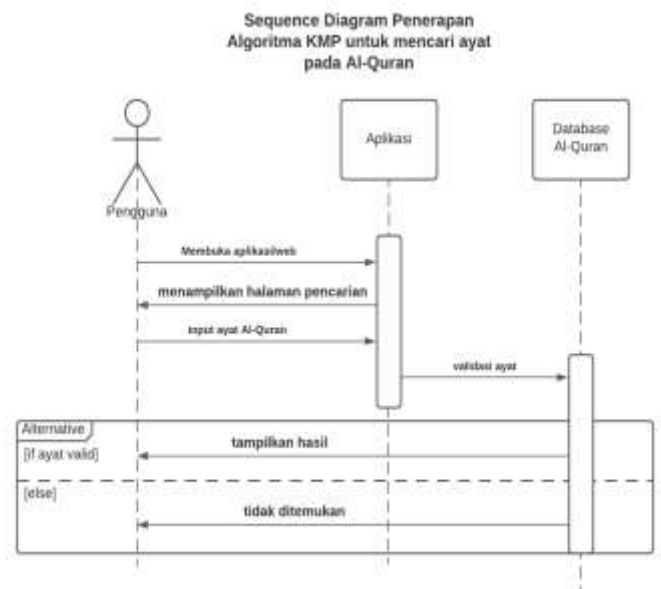 Sequence Diagram Penerapan
Algoritma KMP untuk mencari ayat
pada Al-Quran
Aplikasi
Database
Al-Quran
Pengguna
Membuka aplikasi/web
menampilkan halaman pencarian
Input ayat Al-Quran
validasi ayat
Alternative
[if ayat valid]
tampilkan hasil
[else]
tidak ditemukan